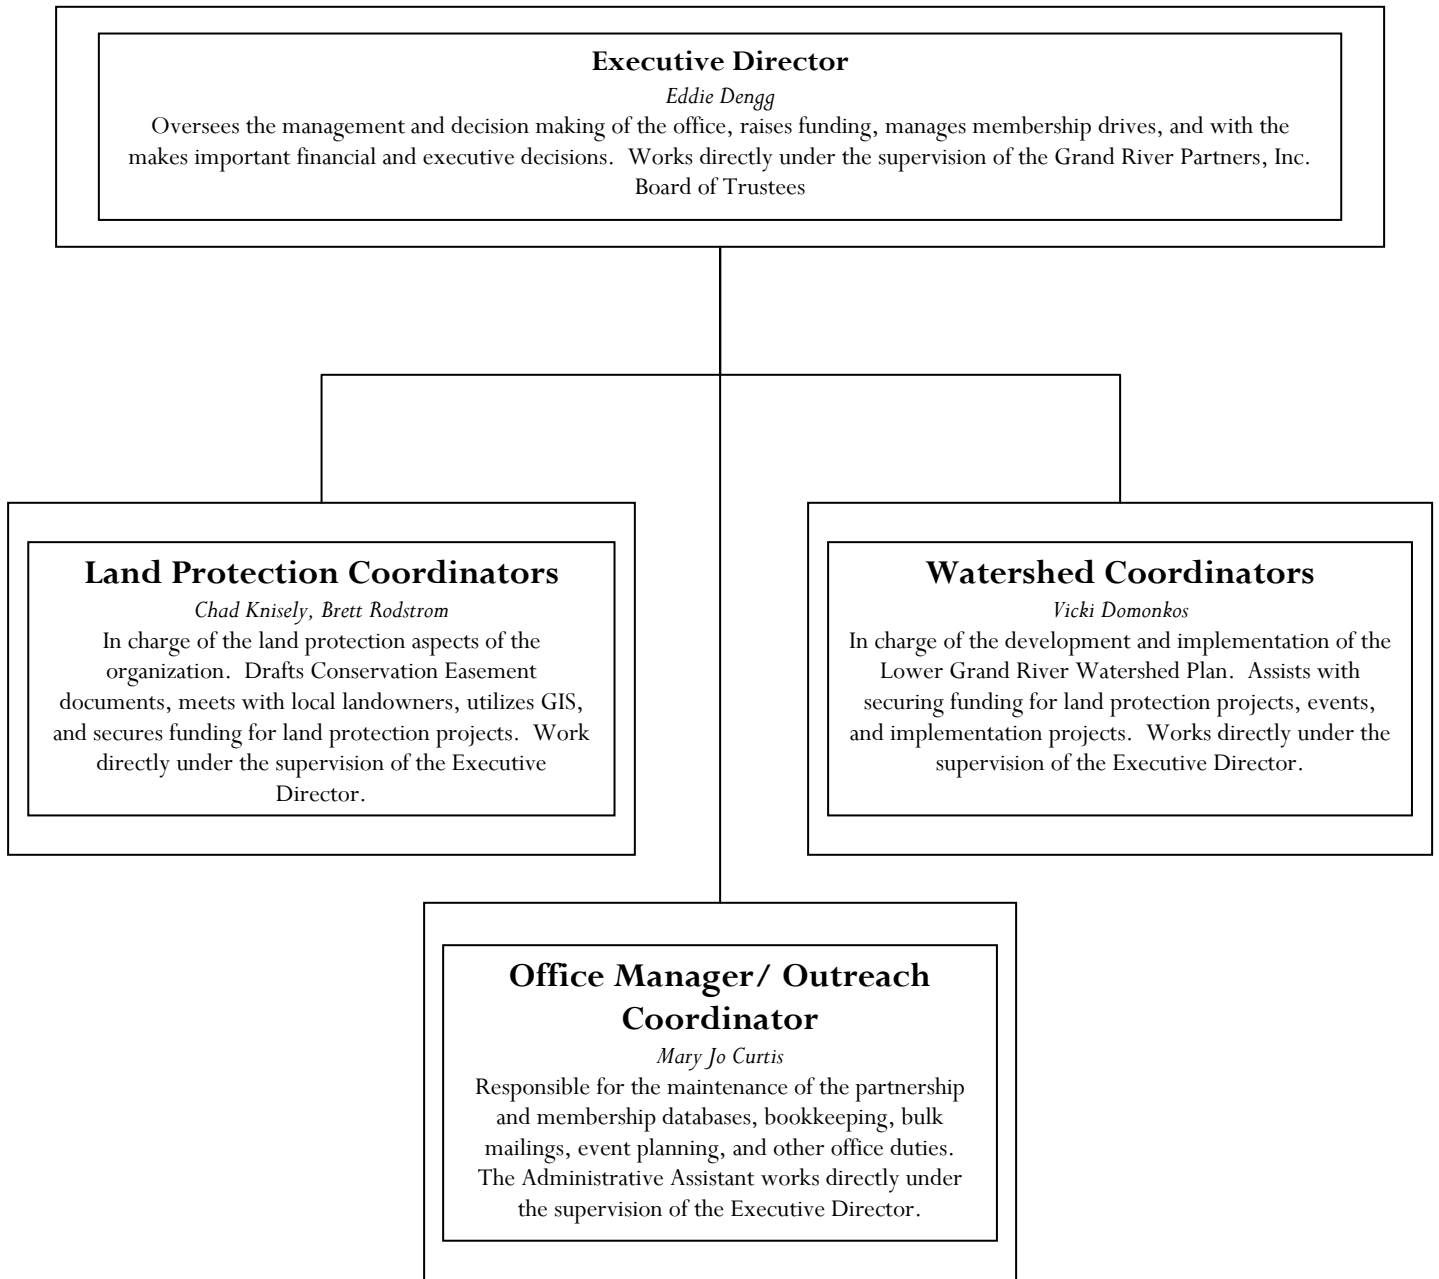 Executive Director
Eddie Dengg
Oversees the management and decision making of the office, raises funding, manages membership drives, and with the
makes important financial and executive decisions.  Works directly under the supervision of the Grand River Partners, Inc.
Board of Trustees
Land Protection Coordinators
Chad Knisely, Brett Rodstrom
In charge of the land protection aspects of the
organization.  Drafts Conservation Easement
documents, meets with local landowners, utilizes GIS,
and secures funding for land protection projects.  Work
directly under the supervision of the Executive
Director.
Watershed Coordinators
Vicki Domonkos
In charge of the development and implementation of the
Lower Grand River Watershed Plan.  Assists with
securing funding for land protection projects, events,
and implementation projects.  Works directly under the
supervision of the Executive Director.
Office Manager/ Outreach
Coordinator
Mary Jo Curtis
Responsible for the maintenance of the partnership
and membership databases, bookkeeping, bulk
mailings, event planning, and other office duties.
The Administrative Assistant works directly under
the supervision of the Executive Director.